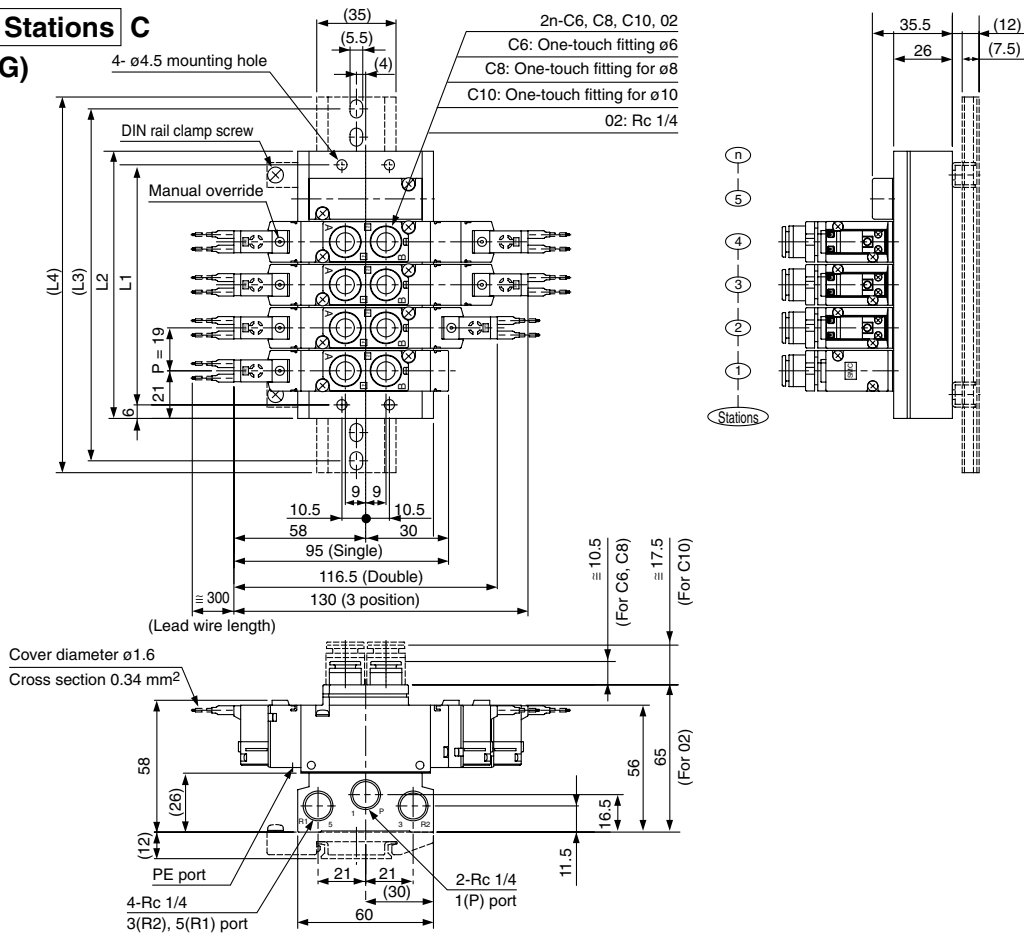 Stations C
G)
(35)
(5.5)
(4)
4- ø4.5 mounting hole
DIN rail clamp screw
Manual override
2n-C6, C8, C10, 02
C6: One-touch fitting ø6
C8: One-touch fitting for ø8
C10: One-touch fitting for ø10
02: Rc 1/4
(L4)
(L3)
L2
L1
P = 19
21
6
A
B
A
B
A
B
A
B
9
9
10.5
10.5
58
30
95 (Single)
116.5 (Double)
130 (3 position)
≅ 300
(Lead wire length)
35.5
26
(12)
(7.5)
n
5
4
3
2
1
Stations
SMC
Cover diameter ø1.6
Cross section 0.34 mm2
≅ 10.5
(For C6, C8)
≅ 17.5
(For C10)
58
(26)
(12)
R1
5
1
P
3
R2
16.5
11.5
56
65
(For 02)
PE port
4-Rc 1/4
3(R2), 5(R1) port
21
21
(30)
60
2-Rc 1/4
1(P) port